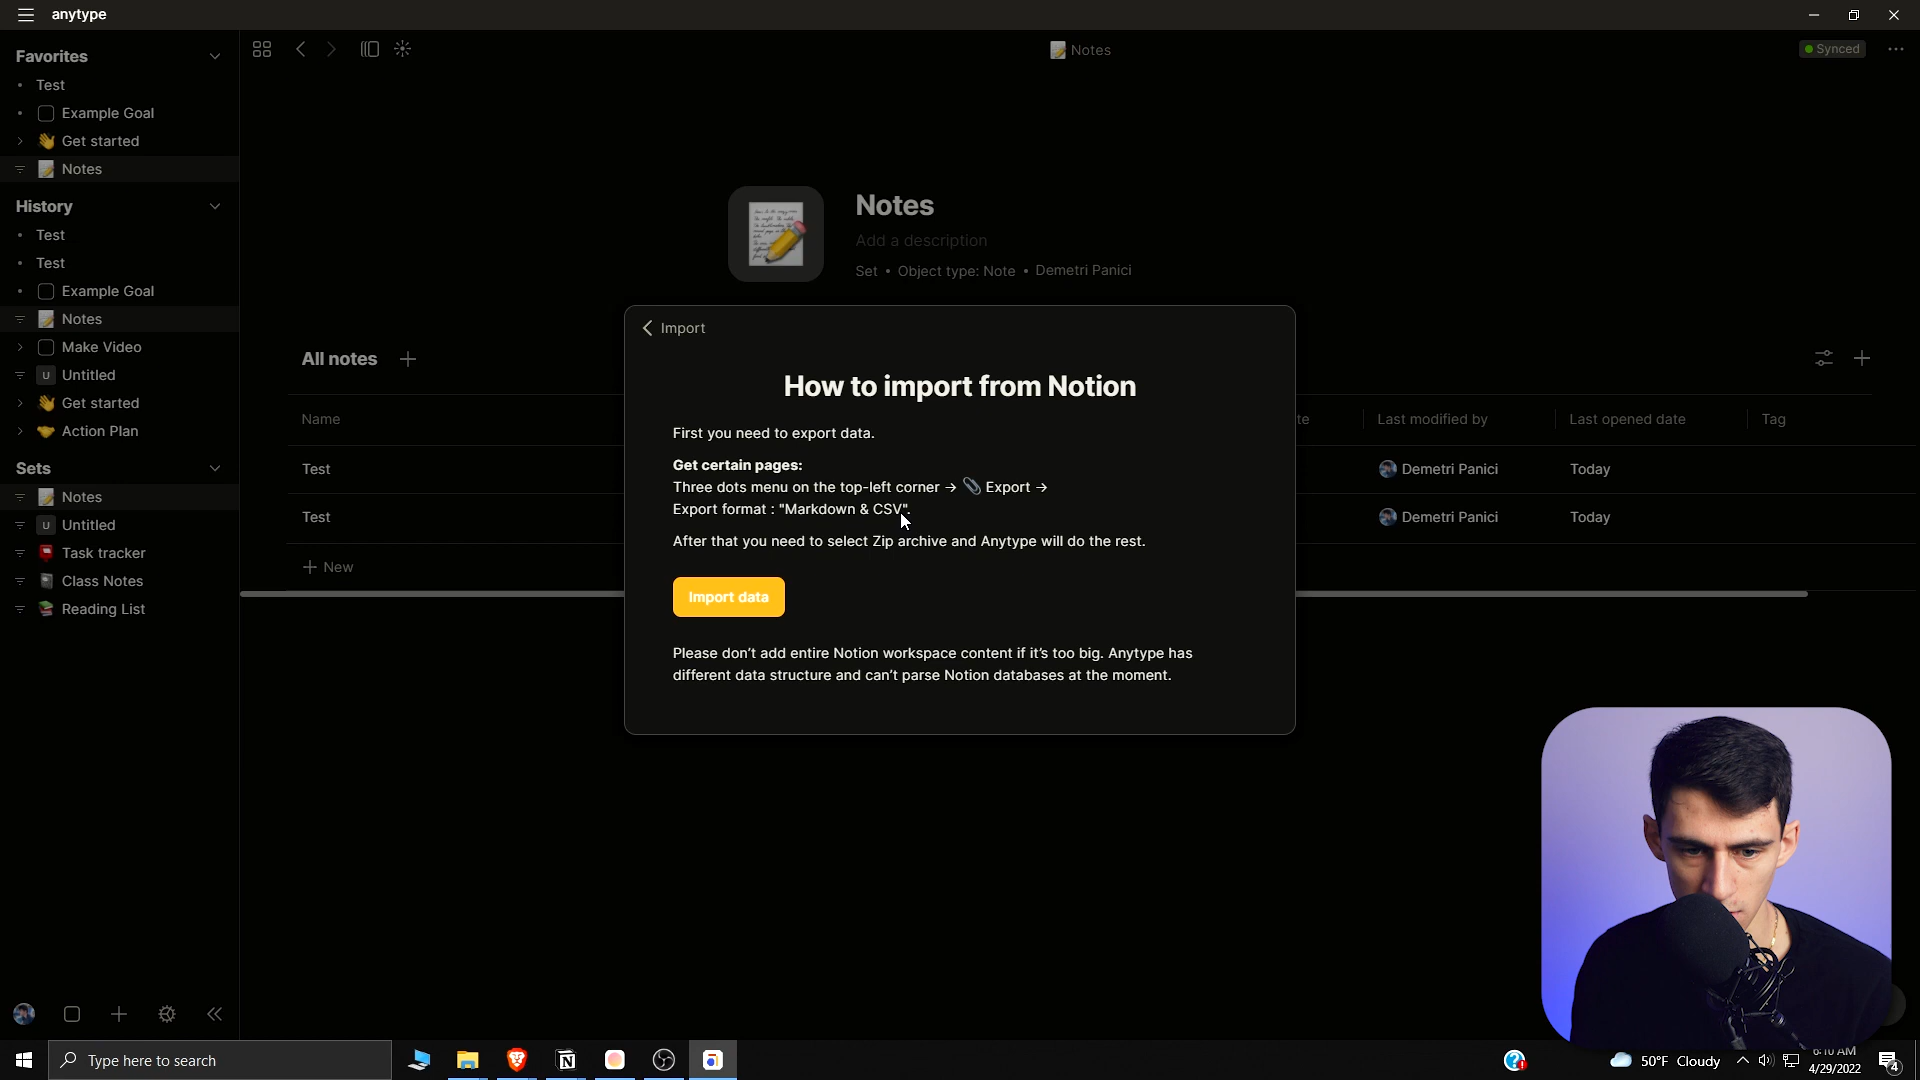 anytype
Favorites
Test
Example Goal
Get started
Notes
History
Test
Test
Example Goal
Notes
Make Video
U Untitled
Get started
Action Plan
Sets
Notes
U Untitled
Task tracker
Class Notes
Reading List
Notes
Synced
Notes
Add a description
Set • Object type: Note • Demetri Panici
All notes
Name
te
Last modified by
Last opened date
Tag
Test
Demetri Panici
Today
Test
Demetri Panici
Today
New
Import
How to import from Notion
First you need to export data.
Get certain pages:
Three dots menu on the top-left corner → 📎 Export →
Export format : "Markdown & CSV".
After that you need to select Zip archive and Anytype will do the rest.
Import data
Please don’t add entire Notion workspace content if it’s too big. Anytype has
different data structure and can’t parse Notion databases at the moment.
Type here to search
50°F Cloudy
6:10 AM
4/29/2022
4